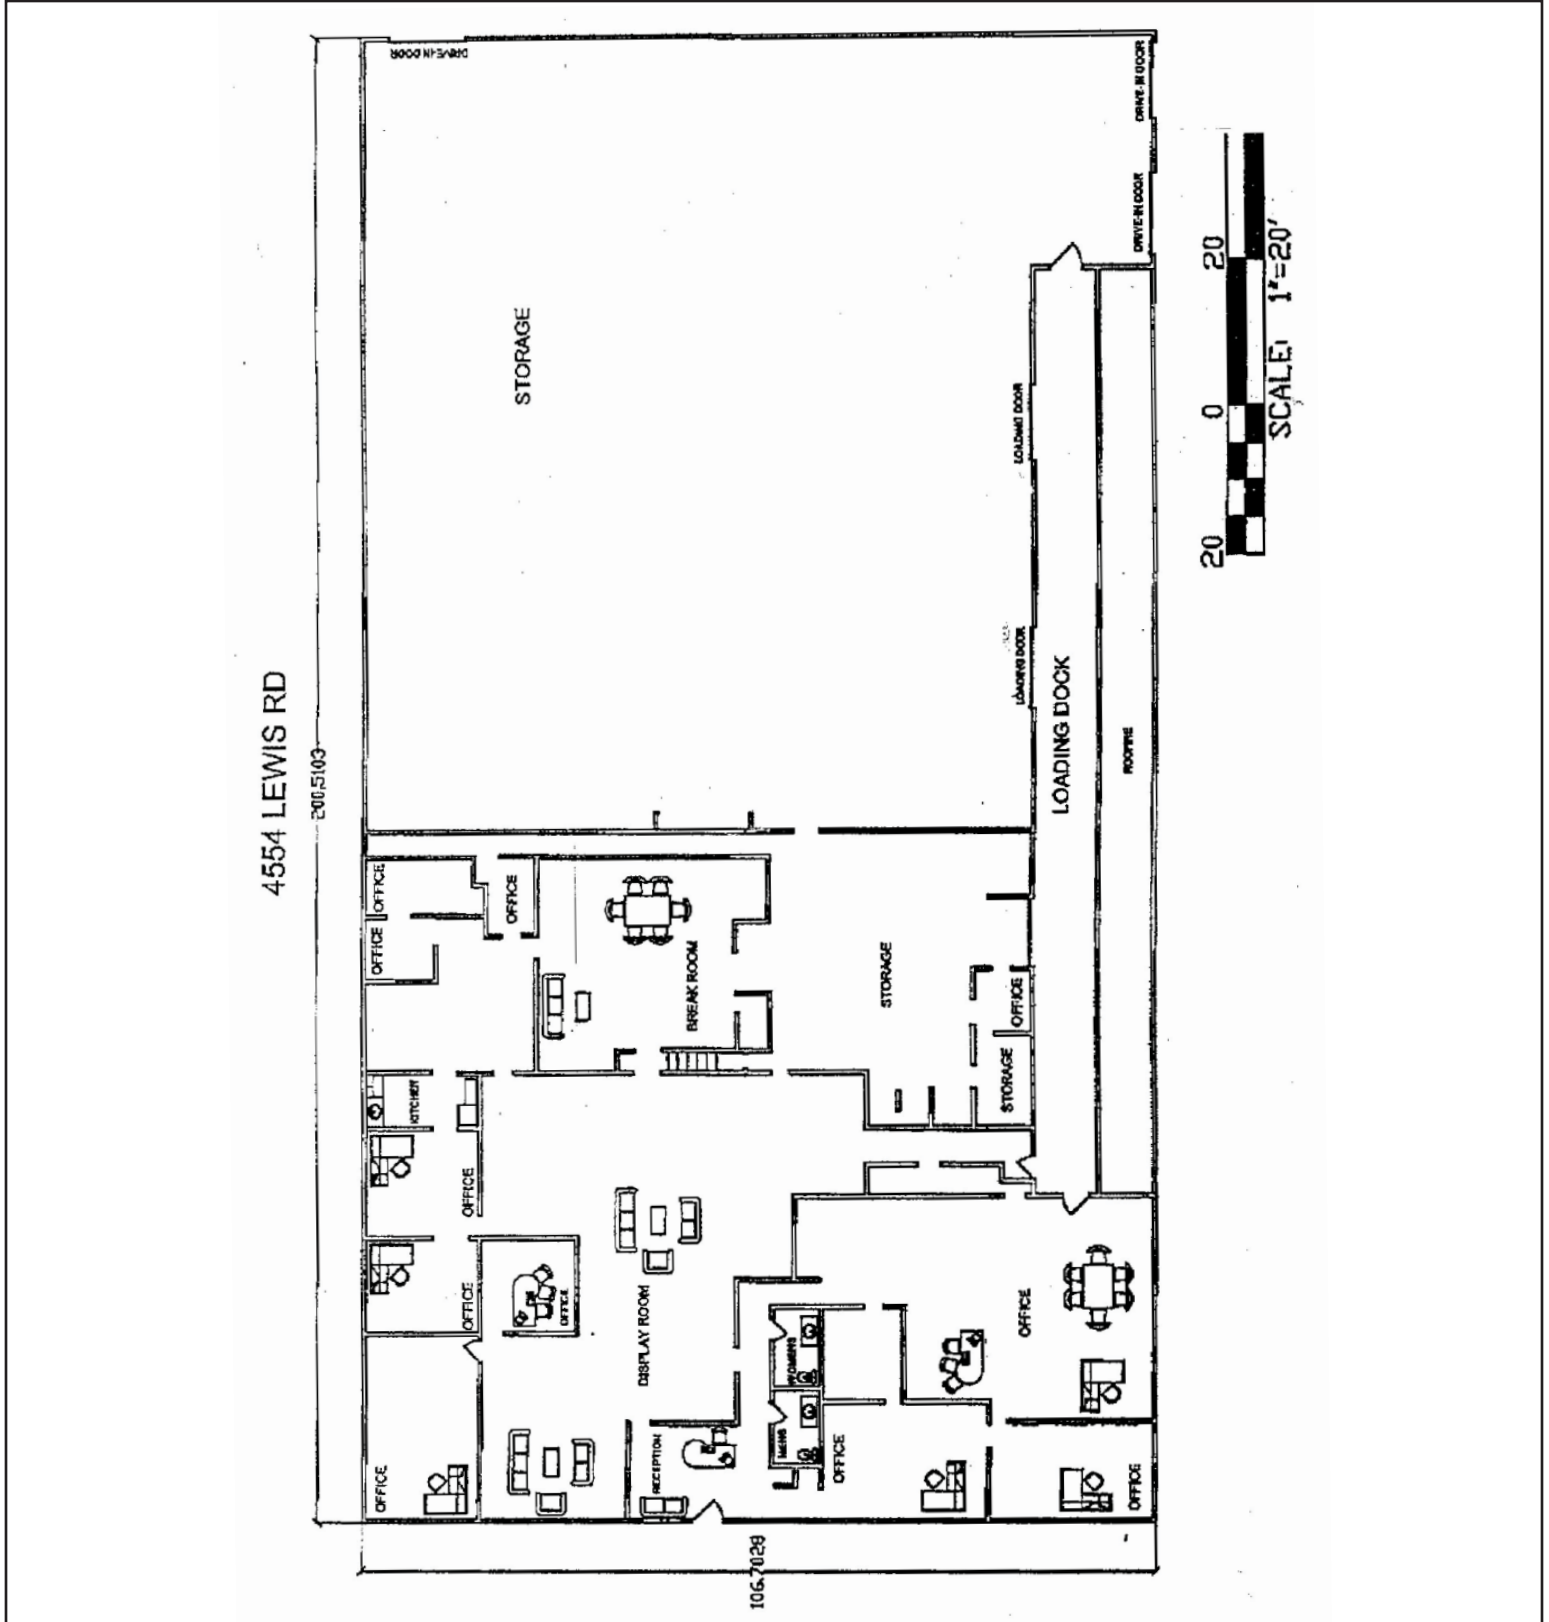 4554 LEWIS RD
200.5103
DRIVE-IN DOOR
DRIVE-IN DOOR
DRIVE-IN DOOR
STORAGE
LOADING DOOR
LOADING DOOR
LOADING DOCK
20
0
20
SCALE: 1"=20'
OFFICE
OFFICE
OFFICE
BREAK ROOM
STORAGE
OFFICE
STORAGE
KITCHEN
OFFICE
OFFICE
OFFICE
DISPLAY ROOM
WOMENS
MENS
RECEPTION
OFFICE
OFFICE
OFFICE
OFFICE
106.7028